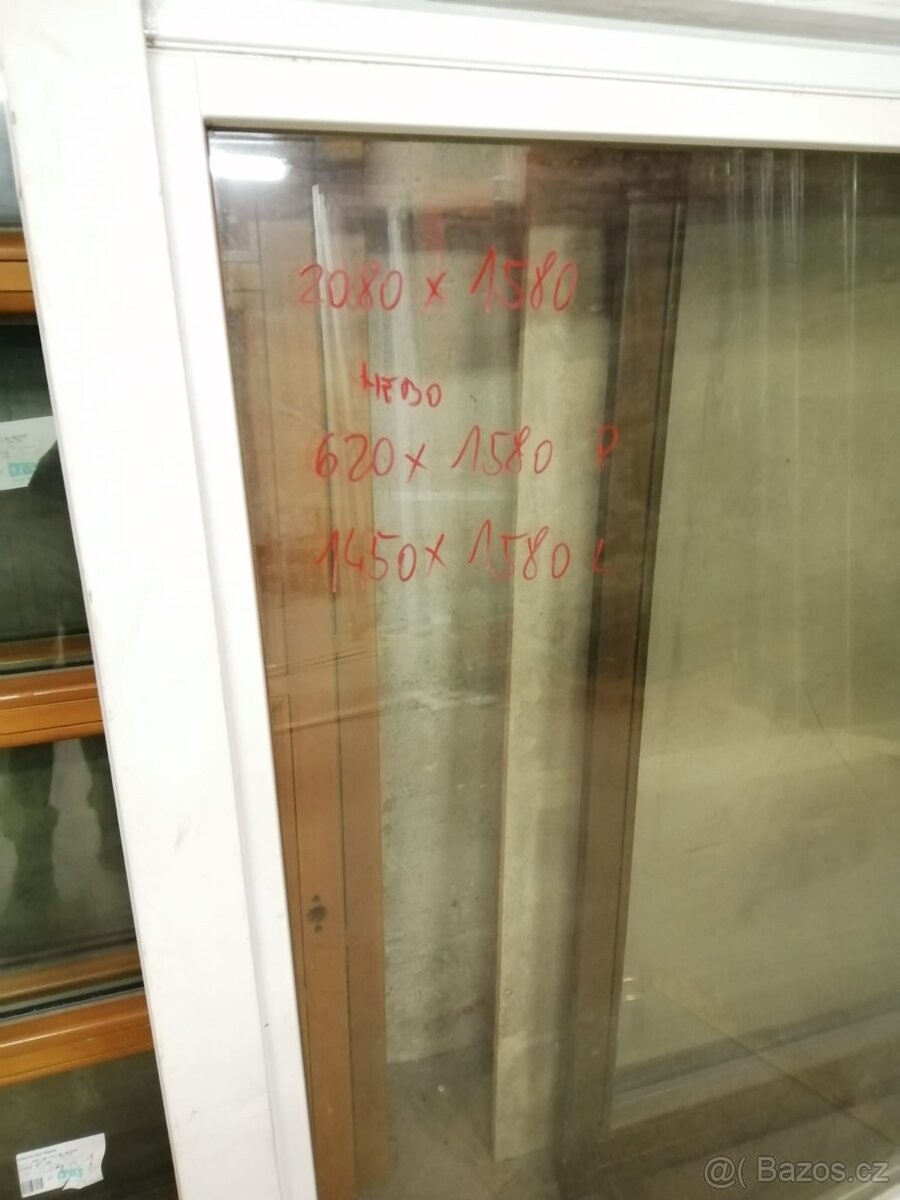 2080 x 1580
NEBO
620 x 1580 P
1450 x 1580 L
@( Bazos.cz